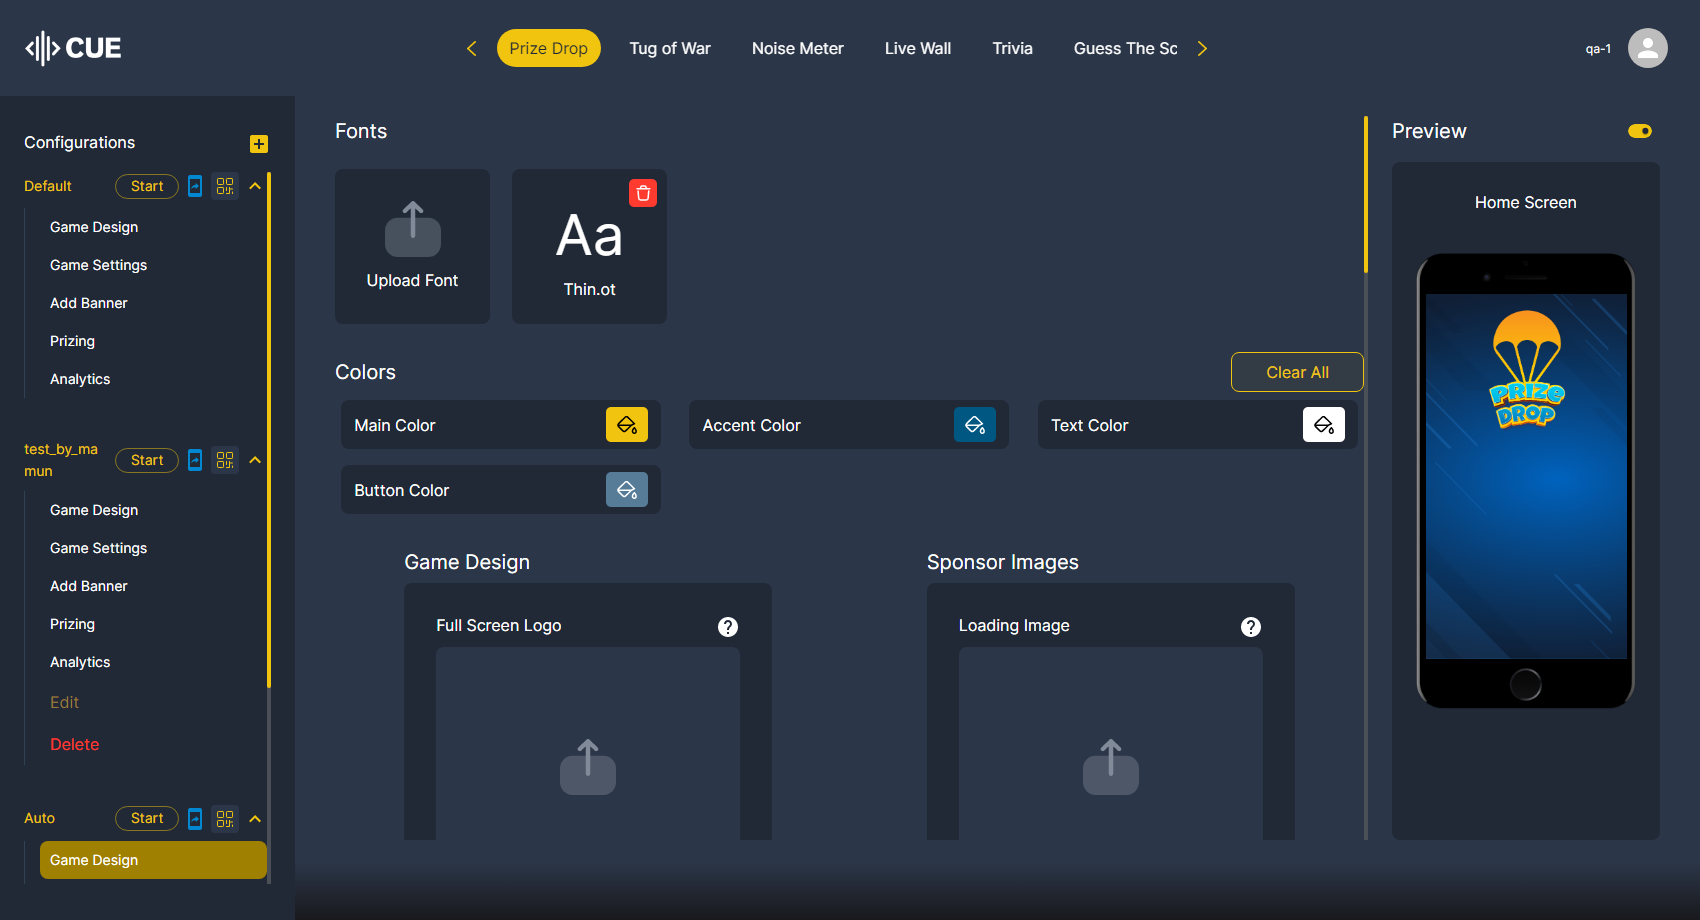 CUE
Prize Drop
Tug of War
Noise Meter
Live Wall
Trivia
Guess The Sc
qa-1
Configurations
Default
Start
Game Design
Game Settings
Add Banner
Prizing
Analytics
test_by_ma
mun
Start
Game Design
Game Settings
Add Banner
Prizing
Analytics
Edit
Delete
Auto
Start
Game Design
Fonts
Upload Font
Aa
Thin.ot
Colors
Clear All
Main Color
Accent Color
Text Color
Button Color
Game Design
Full Screen Logo
?
Sponsor Images
Loading Image
?
Preview
Home Screen
PRIZE
DROP